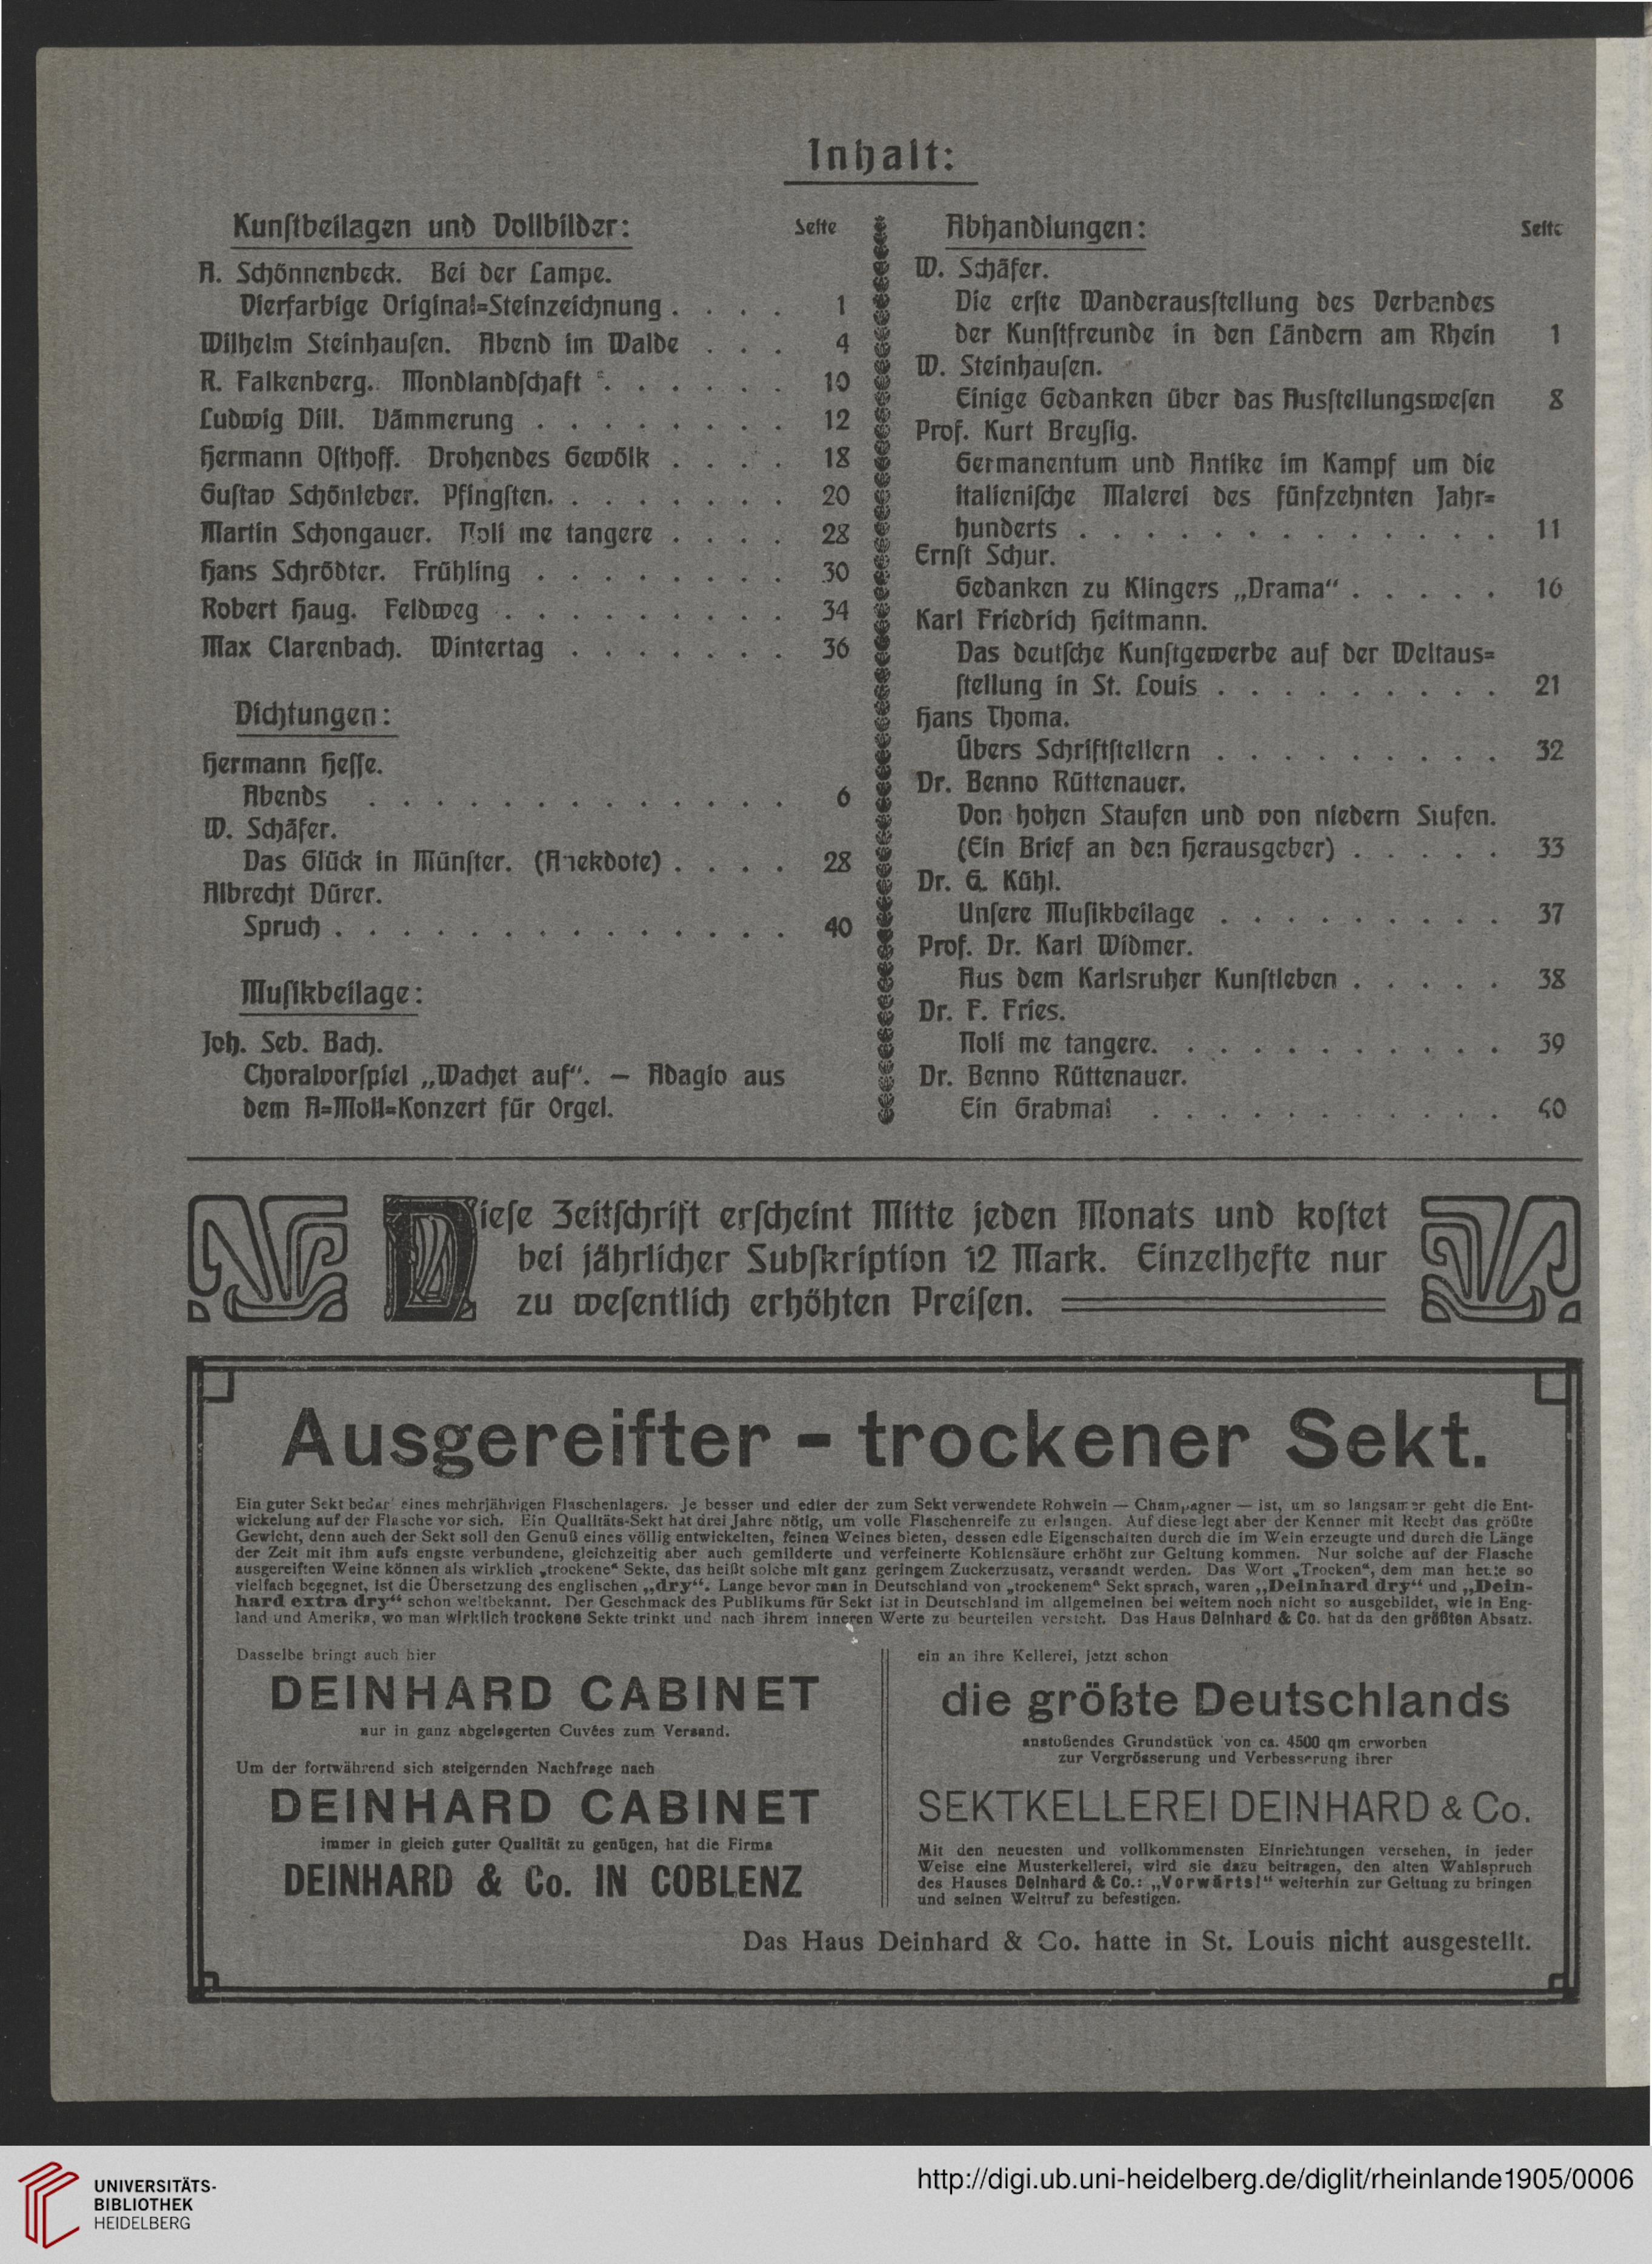 Inhalt:
Kunſtbeilagen und Vollbilder: Seite
A. Schönnenbeck. Bei der Lampe.
Vierfarbige Original=Steinzeichnung . . . . 1
Wilhelm Steinhauſen. Abend im Walde . . . 4
R. Falkenberg. Mondlandſchaft . . . . . . 10
Ludwig Dill. Dämmerung . . . . . . . . 12
Hermann Oſthoff. Drohendes Gewölk . . . . 18
Guſtav Schönleber. Pfingſten. . . . . . . . 20
Martin Schongauer. Noli me tangere . . . . 28
Hans Schrödter. Frühling . . . . . . . . 30
Robert Haug. Feldweg . . . . . . . . . 34
Max Clarenbach. Wintertag . . . . . . . 36
Dichtungen:
Hermann Heſſe.
Abends . . . . . . . . . . . . . 6
W. Schäfer.
Das Glück in Münſter. (Anekdote) . . . . 28
Albrecht Dürer.
Spruch . . . . . . . . . . . . . . 40
Muſikbeilage:
Joh. Seb. Bach.
Choralvorſpiel „Wachet auf“. — Adagio aus
dem A=Moll=Konzert für Orgel.
Abhandlungen: Seite
W. Schäfer.
Die erſte Wanderausſtellung des Verbandes
der Kunſtfreunde in den Ländern am Rhein 1
W. Steinhauſen.
Einige Gedanken über das Ausſtellungsweſen 8
Prof. Kurt Breyſig.
Germanentum und Antike im Kampf um die
italieniſche Malerei des fünfzehnten Jahr=
hunderts . . . . . . . . . . . . . 11
Ernſt Schur.
Gedanken zu Klingers „Drama“ . . . . . 16
Karl Friedrich Heitmann.
Das deutſche Kunſtgewerbe auf der Weltaus=
ſtellung in St. Louis . . . . . . . . . 21
Hans Thoma.
Übers Schriftſtellern . . . . . . . . . 32
Dr. Benno Rüttenauer.
Von hohen Staufen und von niedern Stufen.
(Ein Brief an den Herausgeber) . . . . . 33
Dr. G. Kühl.
Unſere Muſikbeilage . . . . . . . . . 37
Prof. Dr. Karl Widmer.
Aus dem Karlsruher Kunſtleben . . . . . 38
Dr. F. Fries.
Noli me tangere. . . . . . . . . . . 39
Dr. Benno Rüttenauer.
Ein Grabmal . . . . . . . . . . . 40
Dieſe Zeitſchrift erſcheint Mitte jeden Monats und koſtet
bei jährlicher Subſkription 12 Mark. Einzelhefte nur
zu weſentlich erhöhten Preiſen.
Ausgereifter - trockener Sekt.
Ein guter Sekt bedarf eines mehrjährigen Flaschenlagers. Je besser und edler der zum Sekt verwendete Rohwein — Champagner — ist, um so langsamer geht die Ent-
wickelung auf der Flasche vor sich. Ein Qualitäts-Sekt hat drei Jahre nötig, um volle Flaschenreife zu erlangen. Auf diese legt aber der Kenner mit Recht das größte
Gewicht, denn auch der Sekt soll den Genuß eines völlig entwickelten, feinen Weines bieten, dessen edle Eigenschaften durch die im Wein erzeugte und durch die Länge
der Zeit mit ihm aufs engste verbundene, gleichzeitig aber auch gemilderte und verfeinerte Kohlensäure erhöht zur Geltung kommen. Nur solche auf der Flasche
ausgereiften Weine können als wirklich „trockene“ Sekte, das heißt solche mit ganz geringem Zuckerzusatz, versandt werden. Das Wort „Trocken“, dem man heute so
vielfach begegnet, ist die Übersetzung des englischen „dry“. Lange bevor man in Deutschland von „trockenem“ Sekt sprach, waren „Deinhard dry“ und „Dein-
hard extra dry“ schon weltbekannt. Der Geschmack des Publikums für Sekt ist in Deutschland im allgemeinen bei weitem noch nicht so ausgebildet, wie in Eng-
land und Amerika, wo man wirklich trockene Sekte trinkt und nach ihrem inneren Werte zu beurteilen versteht. Das Haus Deinhard & Co. hat da den größten Absatz.
Dasselbe bringt auch hier
DEINHARD CABINET
nur in ganz abgelagerten Cuvées zum Versand.
Um der fortwährend sich steigernden Nachfrage nach
DEINHARD CABINET
immer in gleich guter Qualität zu genügen, hat die Firma
DEINHARD & Co. IN COBLENZ
ein an ihre Kellerei, jetzt schon
die größte Deutschlands
anstoßendes Grundstück von ca. 4500 qm erworben
zur Vergrösserung und Verbesserung ihrer
SEKTKELLEREI DEINHARD & Co.
Mit den neuesten und vollkommensten Einrichtungen versehen, in jeder
Weise eine Musterkellerei, wird sie dazu beitragen, den alten Wahlspruch
des Hauses Deinhard & Co.: „Vorwärts!“ weiterhin zur Geltung zu bringen
und seinen Weltruf zu befestigen.
Das Haus Deinhard & Co. hatte in St. Louis nicht ausgestellt.
UNIVERSITÄTS-
BIBLIOTHEK
HEIDELBERG
http://digi.ub.uni-heidelberg.de/diglit/rheinlande1905/0006